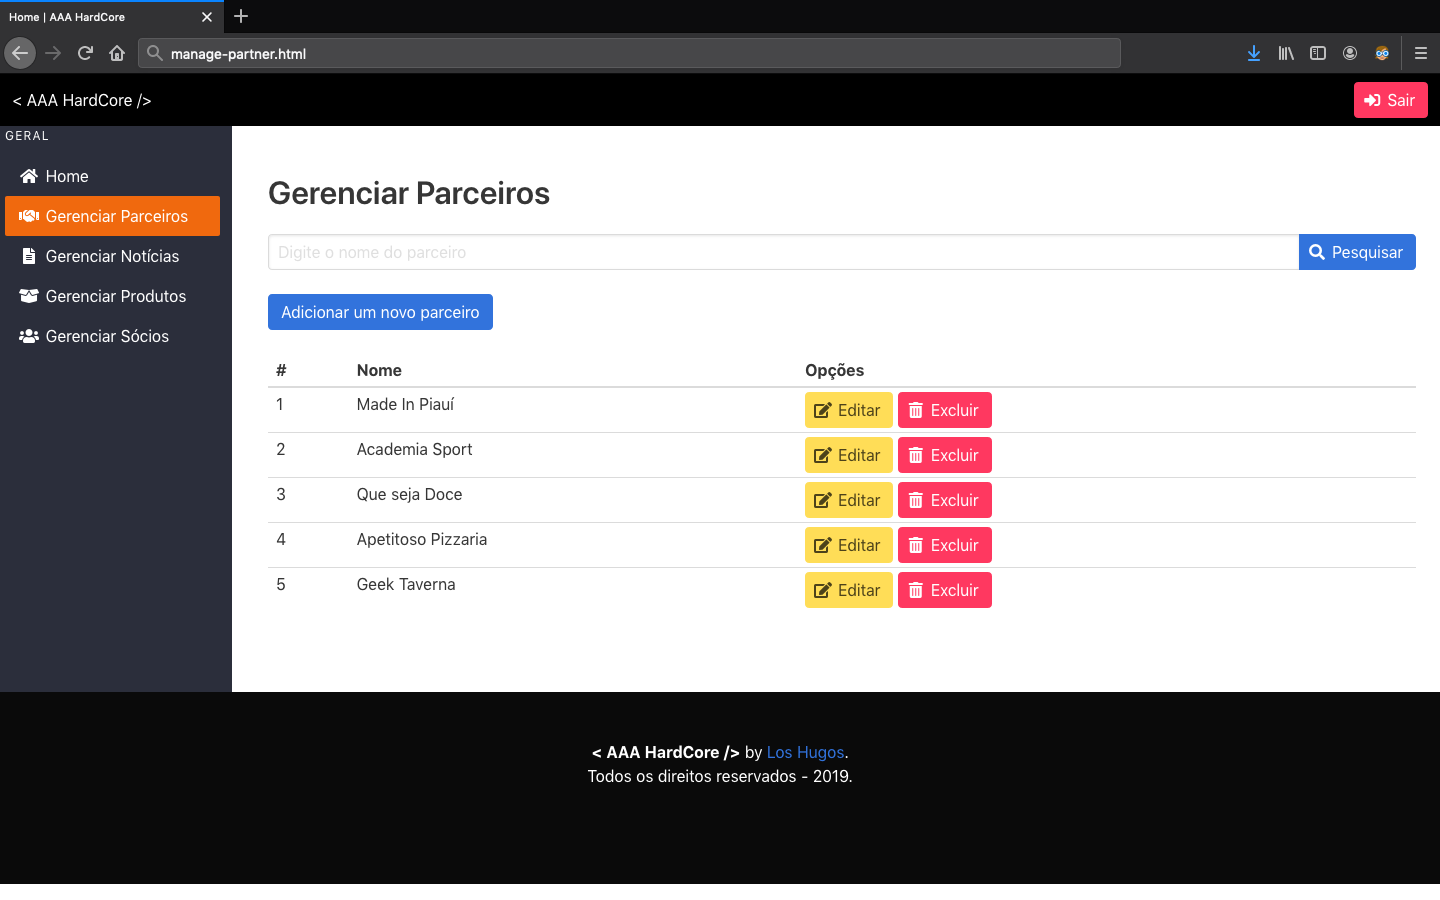 Home | AAA HardCore
manage-partner.html
< AAA HardCore />
Sair
GERAL
Home
Gerenciar Parceiros
Gerenciar Notícias
Gerenciar Produtos
Gerenciar Sócios
Gerenciar Parceiros
Digite o nome do parceiro
Pesquisar
Adicionar um novo parceiro
# Nome Opções
1 Made In Piauí Editar Excluir
2 Academia Sport Editar Excluir
3 Que seja Doce Editar Excluir
4 Apetitoso Pizzaria Editar Excluir
5 Geek Taverna Editar Excluir
< AAA HardCore /> by Los Hugos.
Todos os direitos reservados - 2019.